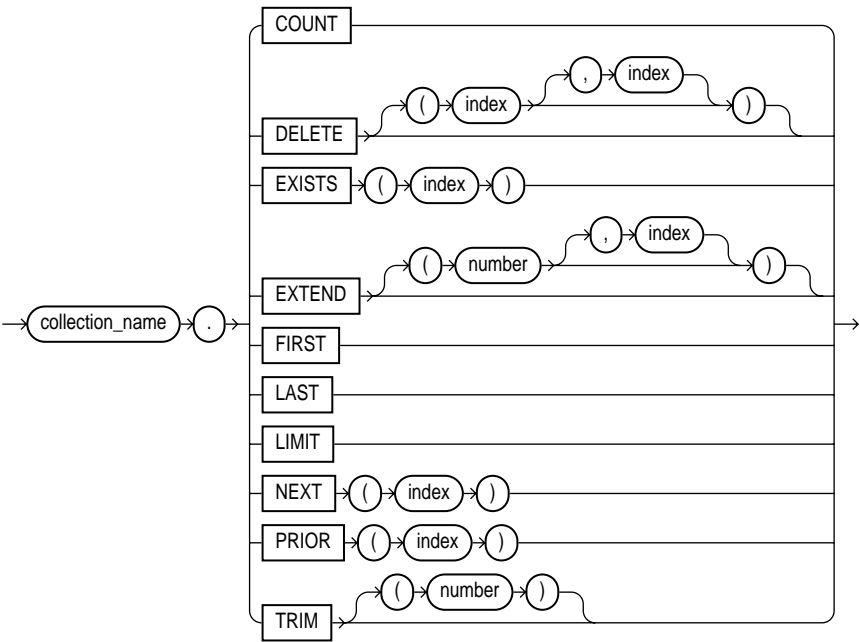 COUNT
, index
( index )
DELETE
EXISTS ( index )
, index
( number )
EXTEND
collection_name .
FIRST
LAST
LIMIT
NEXT ( index )
PRIOR ( index )
( number )
TRIM